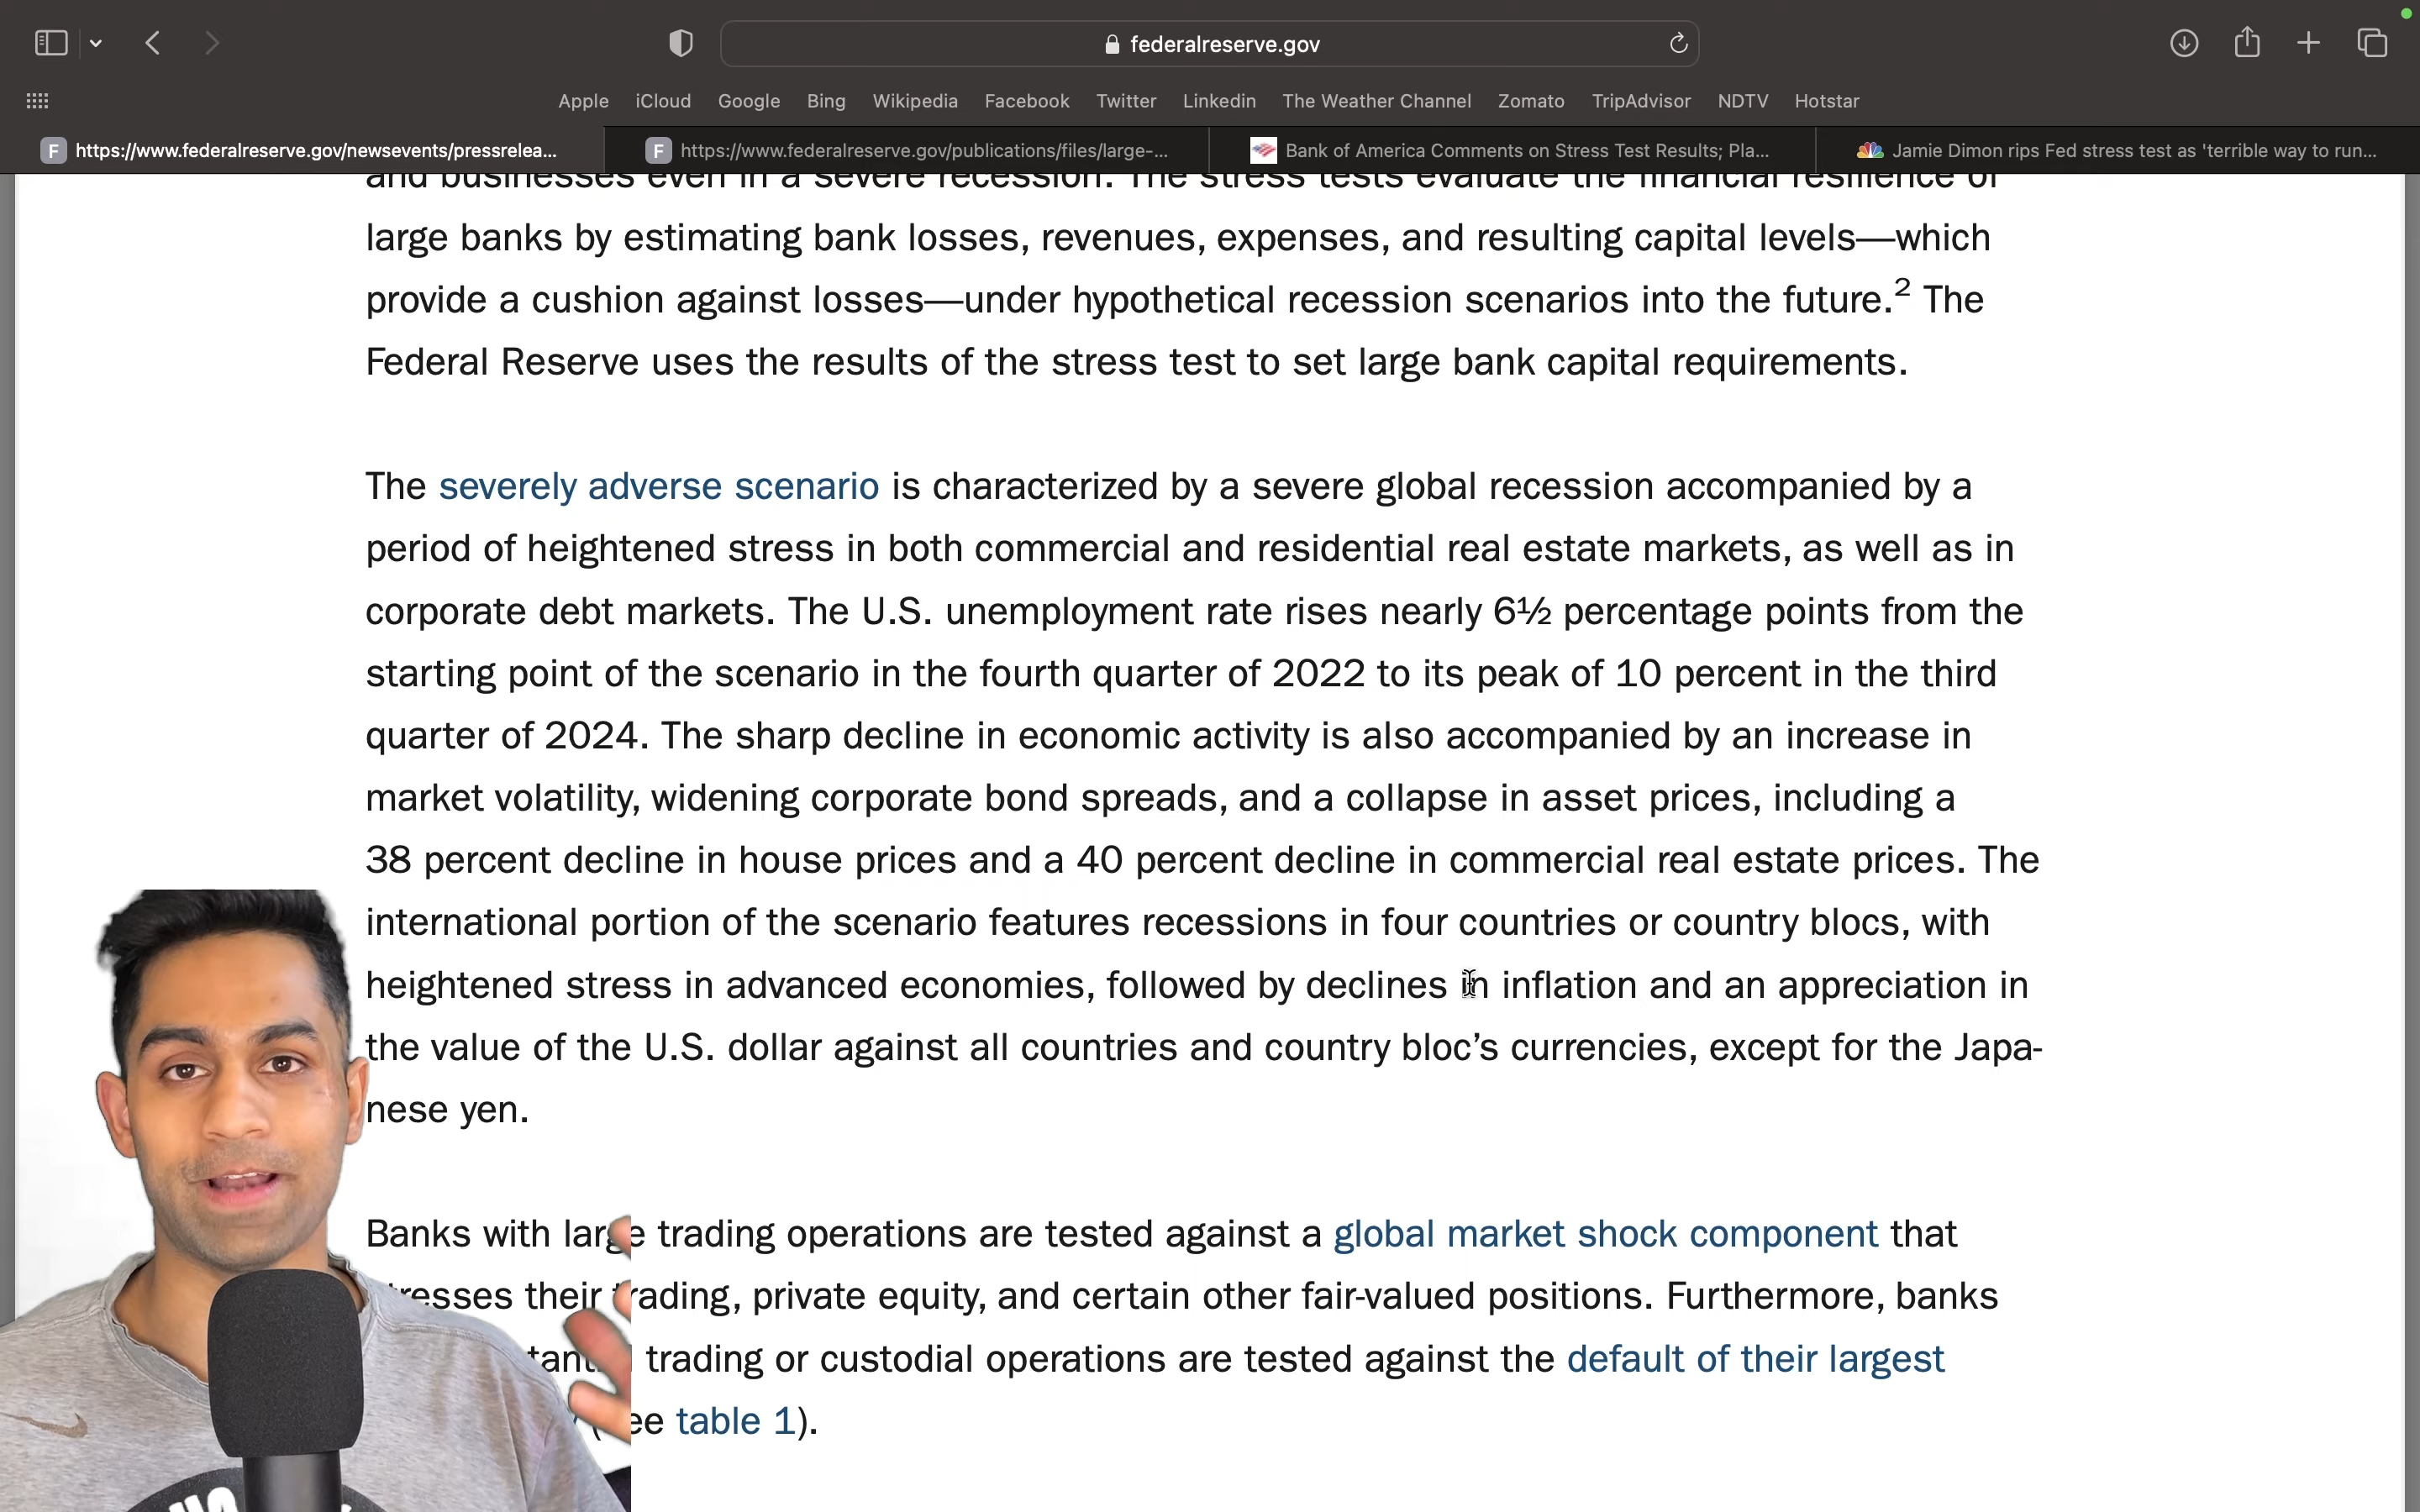 federalreserve.gov
Apple iCloud Google Bing Wikipedia Facebook Twitter Linkedin The Weather Channel Zomato TripAdvisor NDTV Hotstar
F https://www.federalreserve.gov/newsevents/pressrelea... F https://www.federalreserve.gov/publications/files/large-... Bank of America Comments on Stress Test Results; Pla... Jamie Dimon rips Fed stress test as 'terrible way to run...
and businesses even in a severe recession. The stress tests evaluate the financial resilience of
large banks by estimating bank losses, revenues, expenses, and resulting capital levels—which
provide a cushion against losses—under hypothetical recession scenarios into the future.² The
Federal Reserve uses the results of the stress test to set large bank capital requirements.
The severely adverse scenario is characterized by a severe global recession accompanied by a
period of heightened stress in both commercial and residential real estate markets, as well as in
corporate debt markets. The U.S. unemployment rate rises nearly 6½ percentage points from the
starting point of the scenario in the fourth quarter of 2022 to its peak of 10 percent in the third
quarter of 2024. The sharp decline in economic activity is also accompanied by an increase in
market volatility, widening corporate bond spreads, and a collapse in asset prices, including a
38 percent decline in house prices and a 40 percent decline in commercial real estate prices. The
international portion of the scenario features recessions in four countries or country blocs, with
heightened stress in advanced economies, followed by declines in inflation and an appreciation in
the value of the U.S. dollar against all countries and country bloc’s currencies, except for the Japa-
nese yen.
Banks with large trading operations are tested against a global market shock component that
their trading, private equity, and certain other fair-valued positions. Furthermore, banks
trading or custodial operations are tested against the default of their largest
table 1).